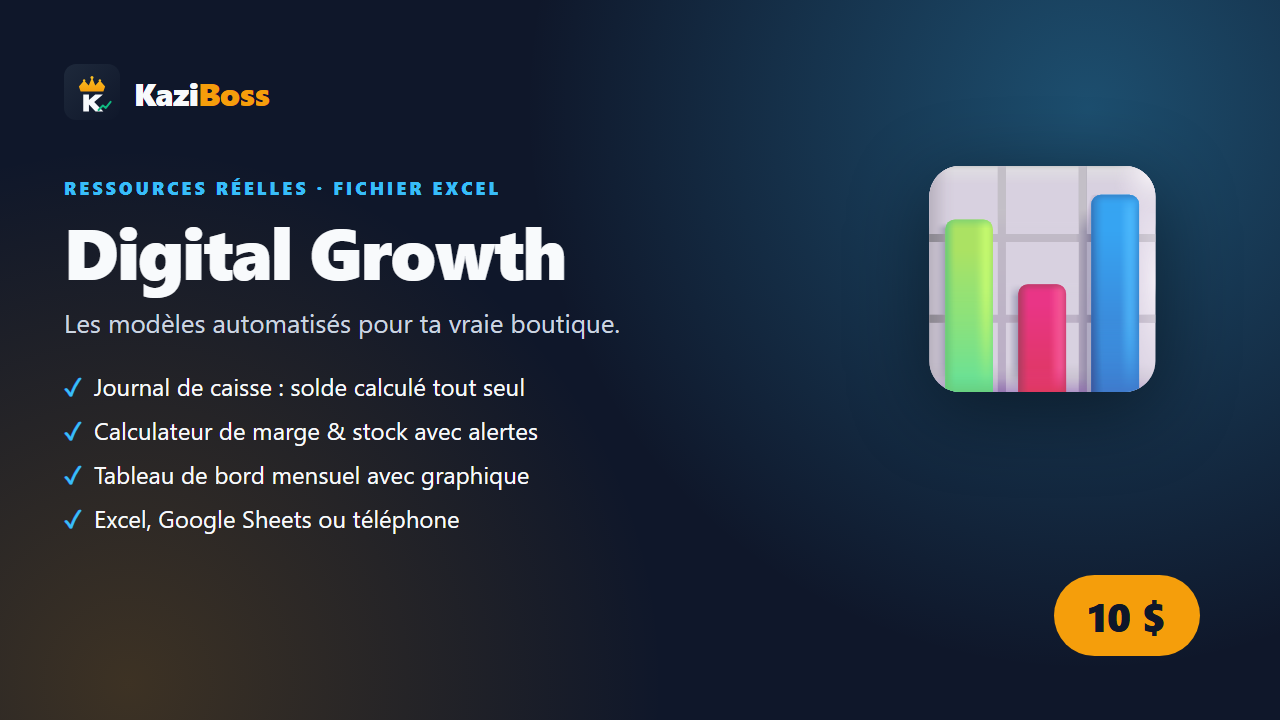 KaziBoss
RESSOURCES RÉELLES · FICHIER EXCEL
Digital Growth
Les modèles automatisés pour ta vraie boutique.
✓ Journal de caisse : solde calculé tout seul
✓ Calculateur de marge & stock avec alertes
✓ Tableau de bord mensuel avec graphique
✓ Excel, Google Sheets ou téléphone
10 $